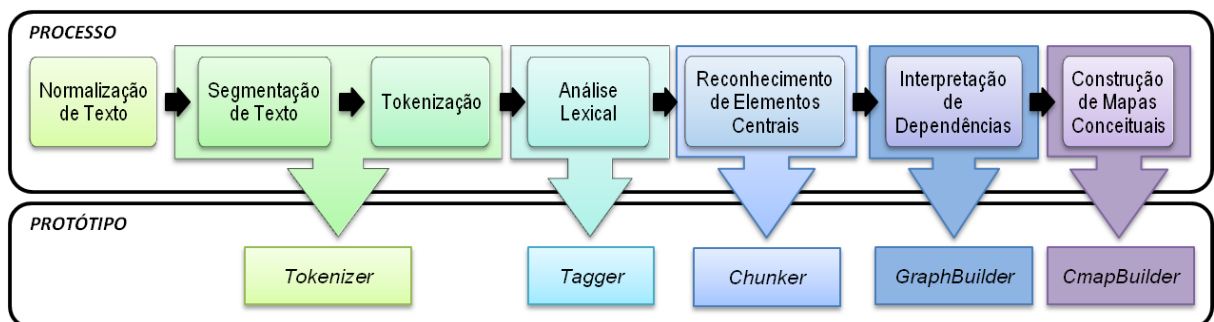 PROCESSO
Normalização
de Texto
Segmentação
de Texto
Tokenização
Análise
Lexical
Reconhecimento
de Elementos
Centrais
Interpretação
de
Dependências
Construção
de Mapas
Conceituais
PROTÓTIPO
Tokenizer
Tagger
Chunker
GraphBuilder
CmapBuilder